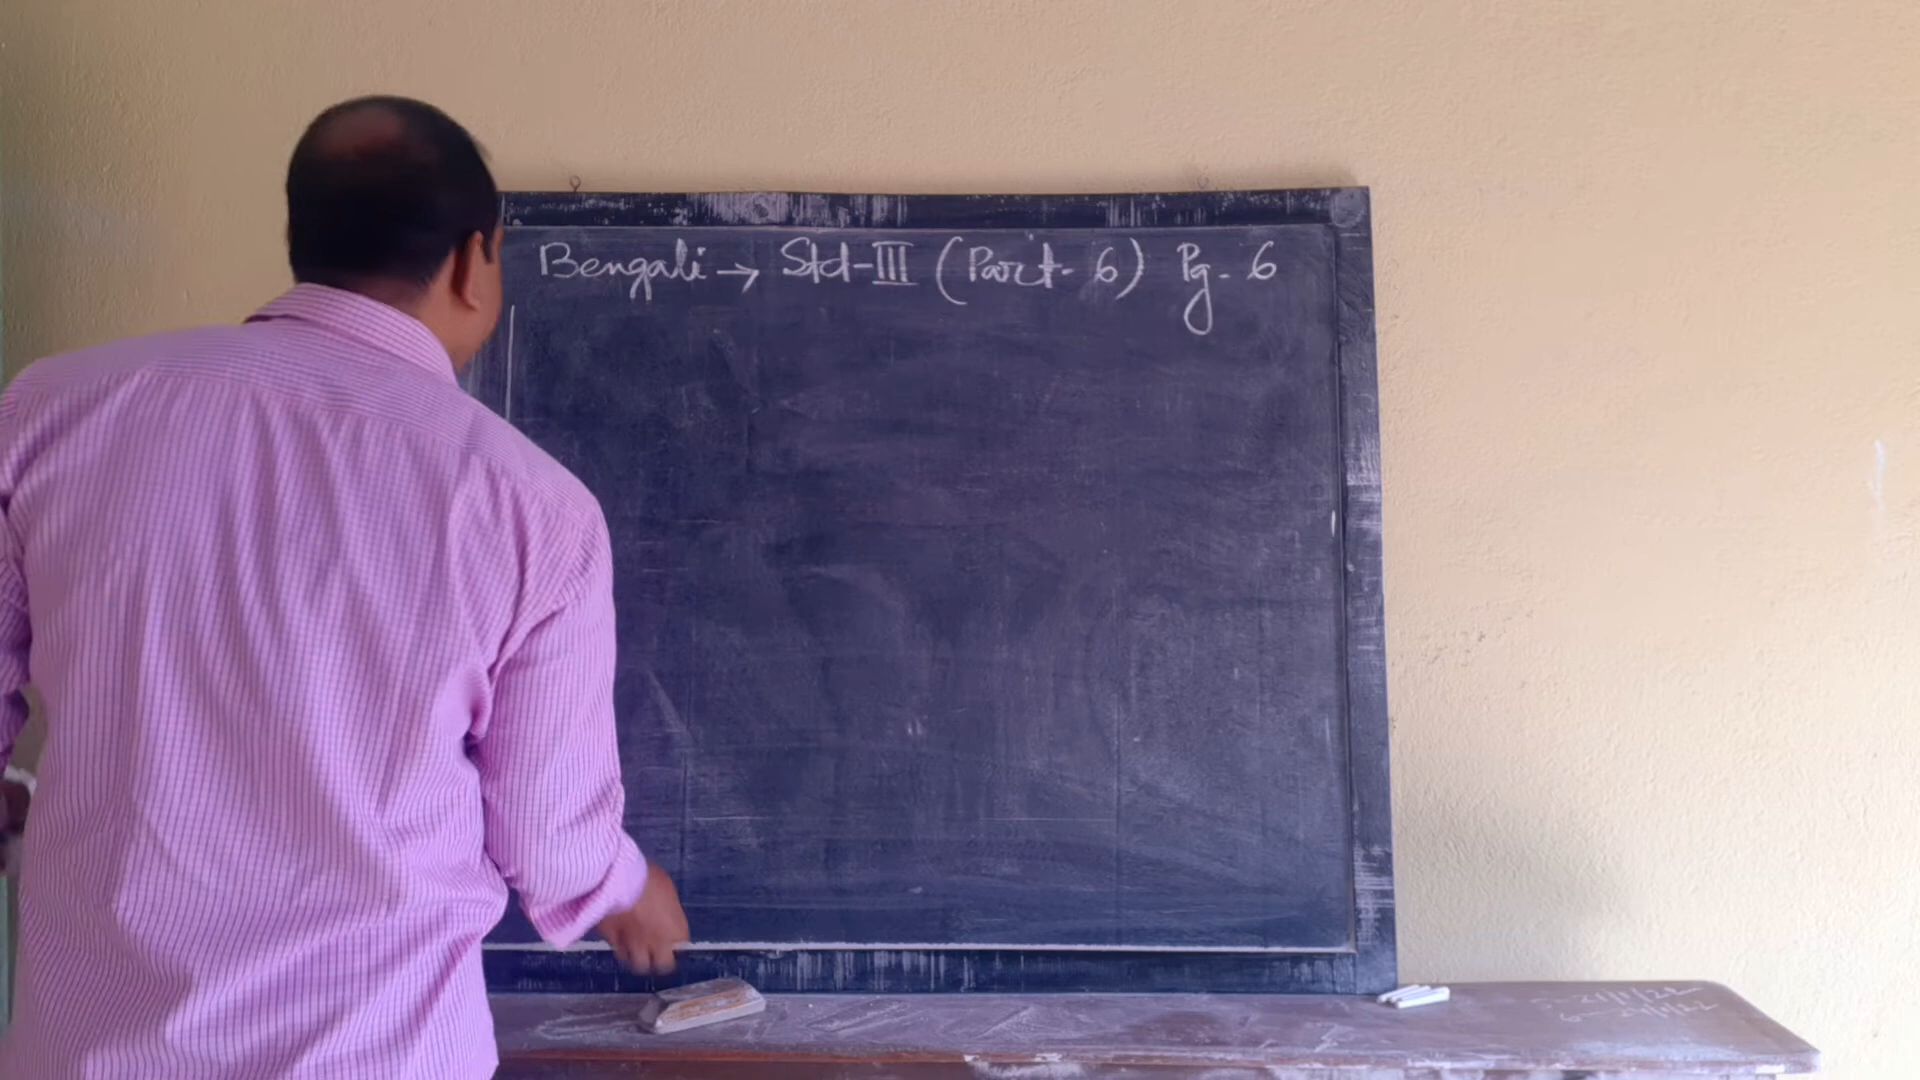 Bengali → Std-III (Part- 6) Pg. 6